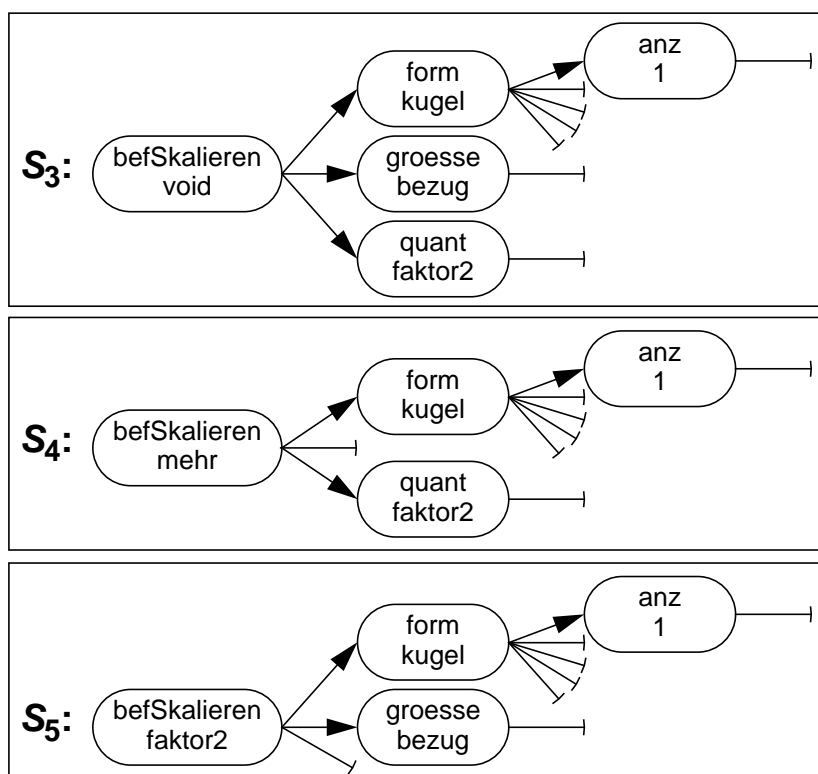 S3:
befSkalieren
void
form
kugel
anz
1
groesse
bezug
quant
faktor2
S4:
befSkalieren
mehr
form
kugel
anz
1
quant
faktor2
S5:
befSkalieren
faktor2
form
kugel
anz
1
groesse
bezug